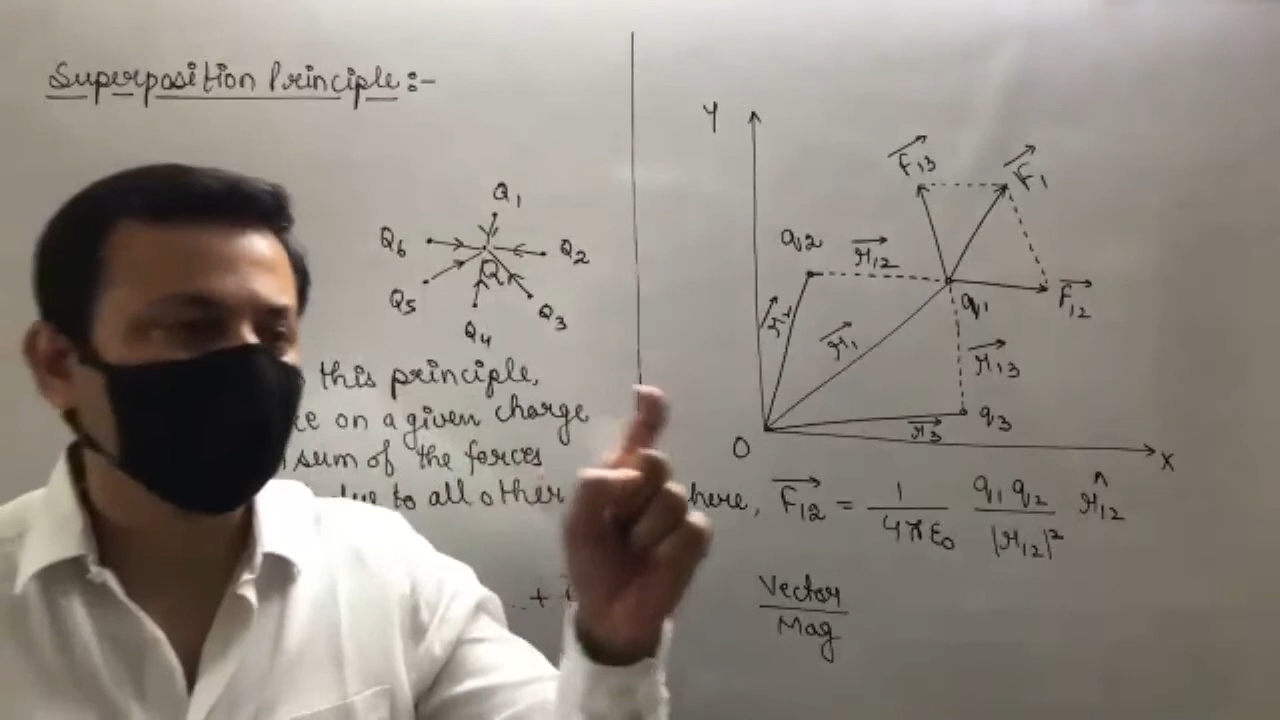 Superposition Principle:-
Q1
Q6
Q2
Q
Q5
Q3
Q4
this principle,
on a given charge
sum of the forces
to all other
+
Y
F13
F1
q2
r12
F12
q1
r2
r1
r13
q3
r3
O
X
F12 = 1/4πε0 q1q2/|r12|² r̂12
Vector
Mag